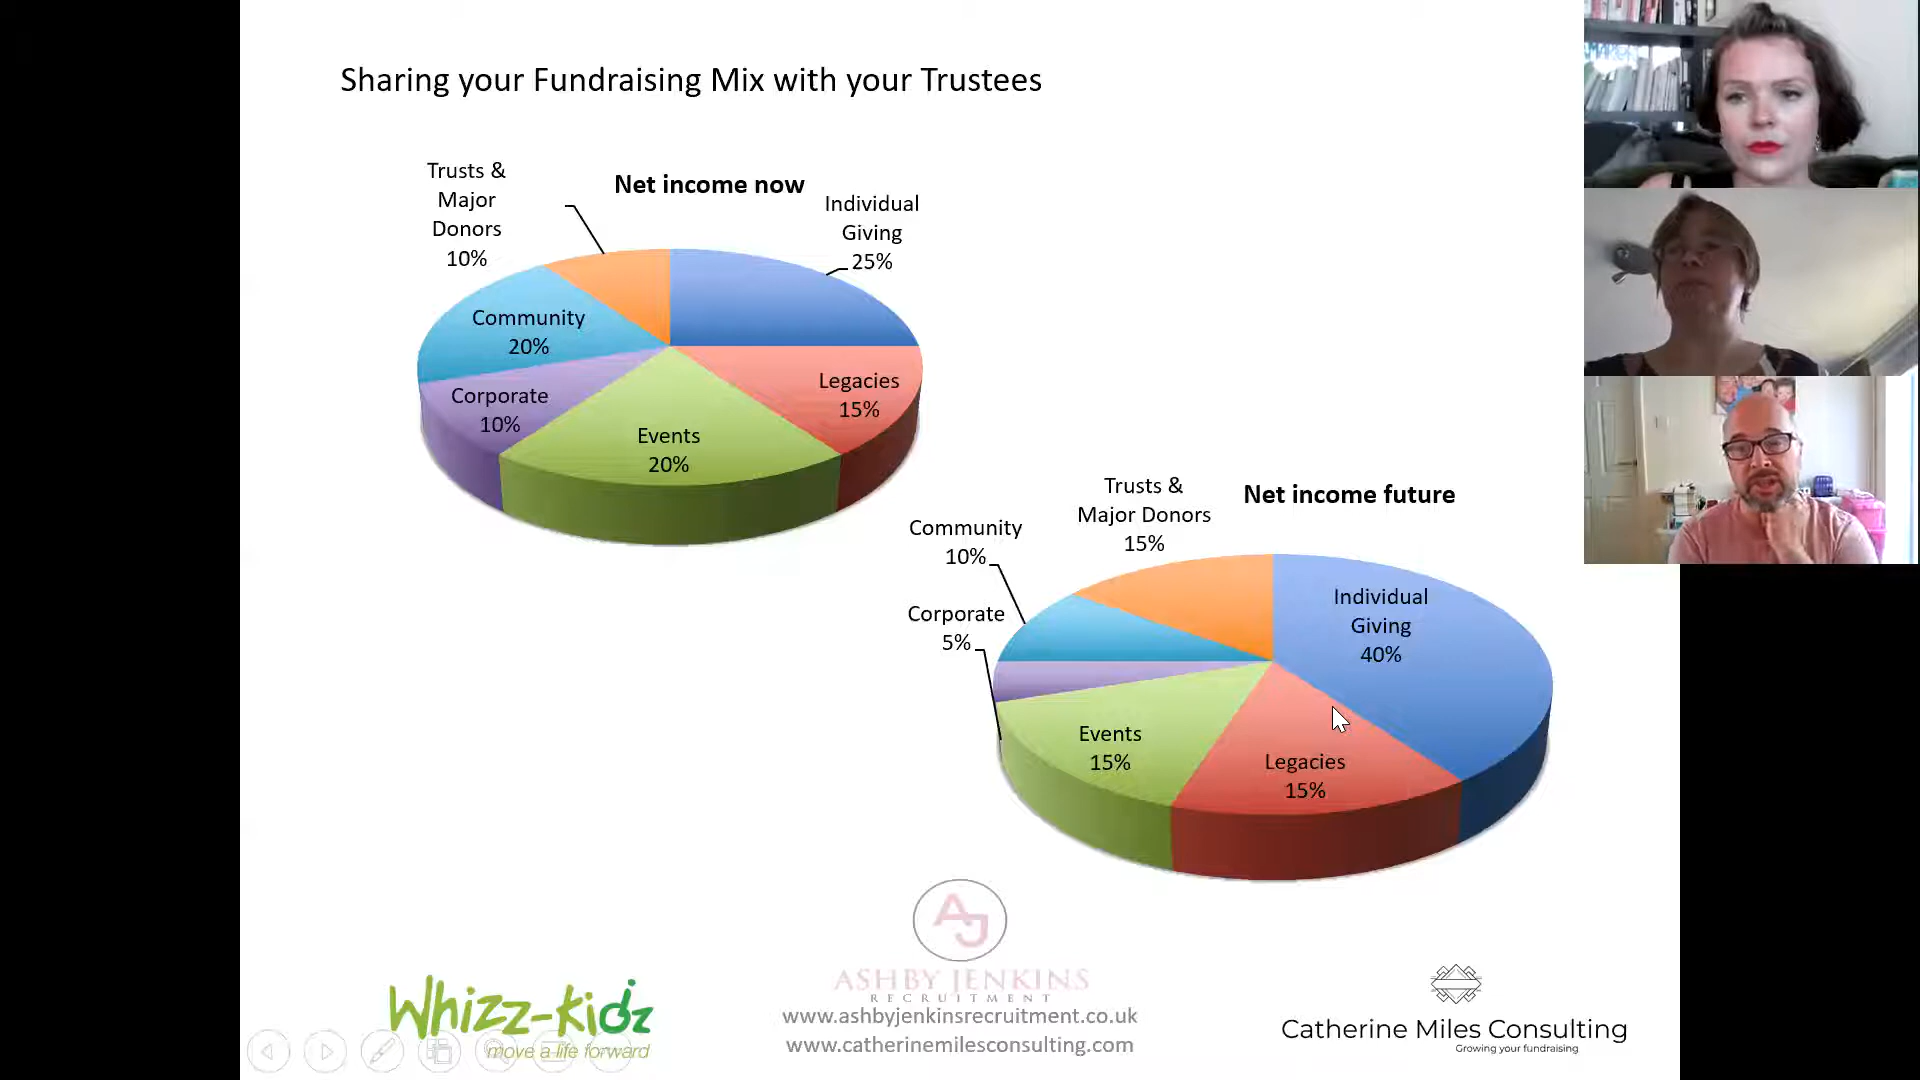 Sharing your Fundraising Mix with your Trustees
Net income now
Trusts &
Major
Donors
10%
Individual
Giving
25%
Community
20%
Corporate
10%
Events
20%
Legacies
15%
Net income future
Trusts &
Major Donors
15%
Community
10%
Corporate
5%
Individual
Giving
40%
Events
15%
Legacies
15%
Whizz-kidz
move a life forward
AJ
ASHBY JENKINS
RECRUITMENT
www.ashbyjenkinsrecruitment.co.uk
www.catherinemilesconsulting.com
Catherine Miles Consulting
Growing your fundraising